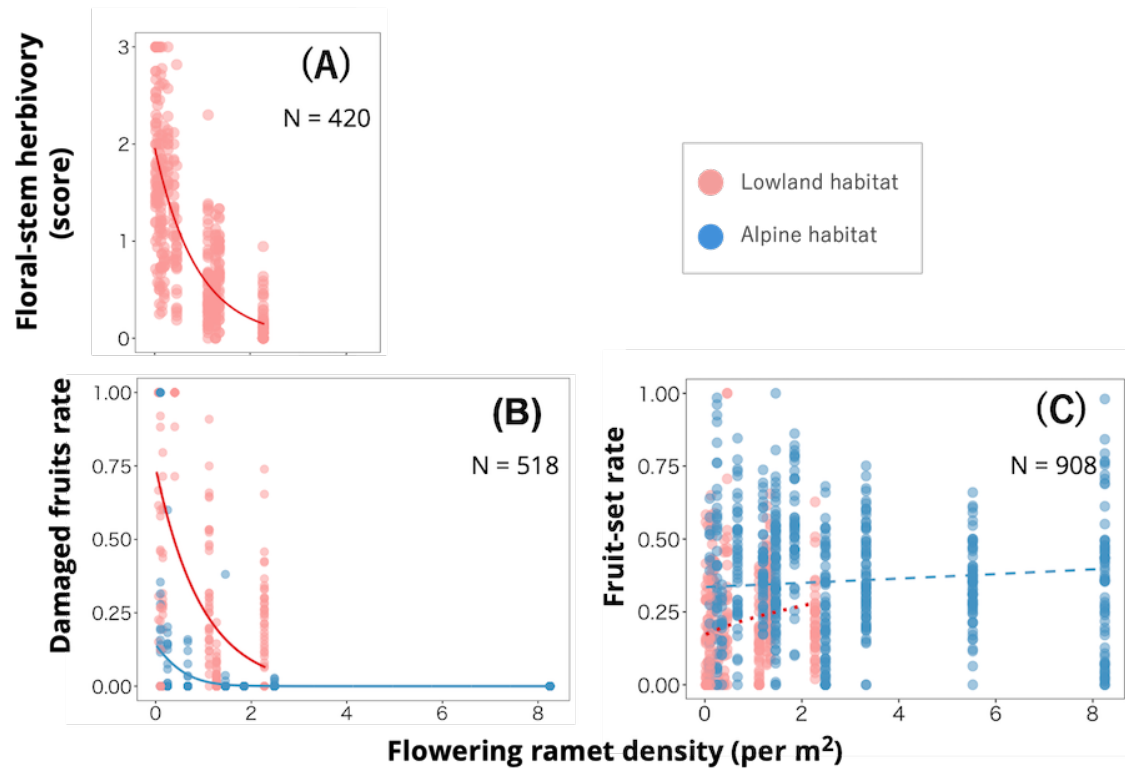 (A)
N = 420
Floral-stem herbivory
(score)
3
2
1
0
Lowland habitat
Alpine habitat
(B)
N = 518
Damaged fruits rate
1.00
0.75
0.50
0.25
0.00
0
2
4
6
8
(C)
N = 908
Fruit-set rate
1.00
0.75
0.50
0.25
0.00
0
2
4
6
8
Flowering ramet density (per m²)